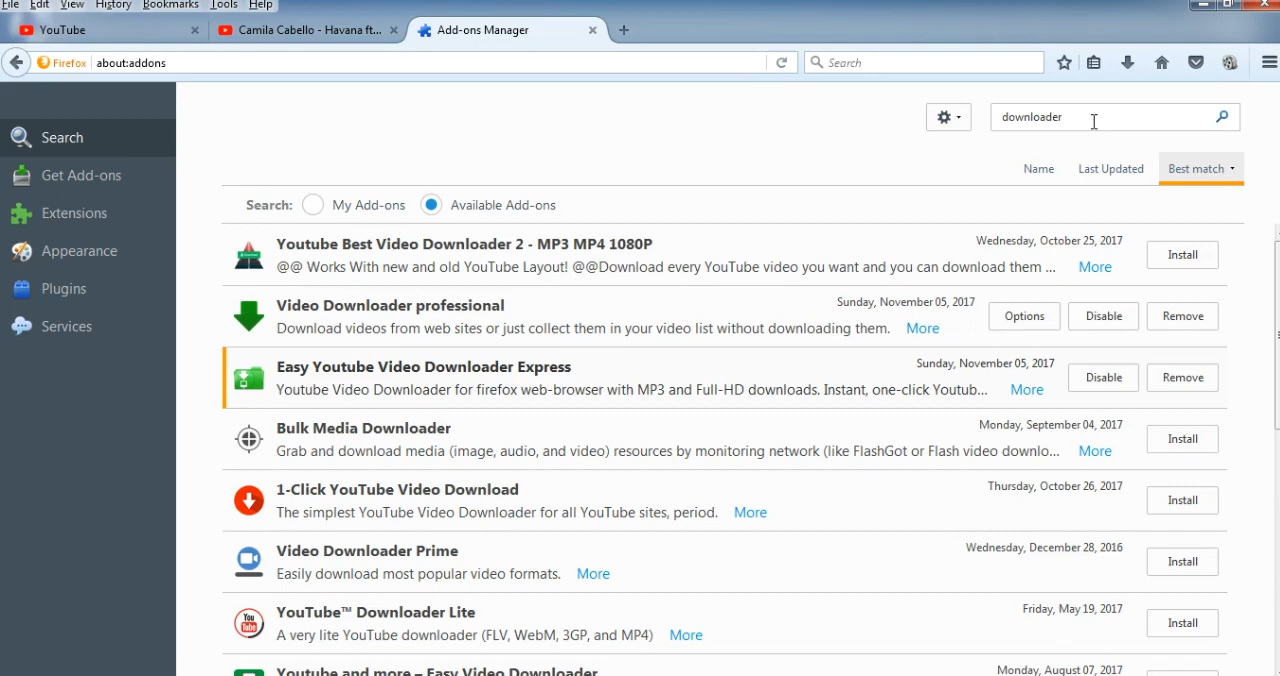 File Edit View History Bookmarks Tools Help
YouTube
Camila Cabello - Havana ft...
Add-ons Manager
Firefox about:addons
Search
Search
Get Add-ons
Extensions
Appearance
Plugins
Services
downloader
Name Last Updated Best match
Search: My Add-ons Available Add-ons
Youtube Best Video Downloader 2 - MP3 MP4 1080P
Wednesday, October 25, 2017
Install
@@ Works With new and old YouTube Layout! @@Download every YouTube video you want and you can download them ... More
Video Downloader professional
Sunday, November 05, 2017
Options Disable Remove
Download videos from web sites or just collect them in your video list without downloading them. More
Easy Youtube Video Downloader Express
Sunday, November 05, 2017
Disable Remove
Youtube Video Downloader for firefox web-browser with MP3 and Full-HD downloads. Instant, one-click Youtub... More
Bulk Media Downloader
Monday, September 04, 2017
Install
Grab and download media (image, audio, and video) resources by monitoring network (like FlashGot or Flash video downlo... More
1-Click YouTube Video Download
Thursday, October 26, 2017
Install
The simplest YouTube Video Downloader for all YouTube sites, period. More
Video Downloader Prime
Wednesday, December 28, 2016
Install
Easily download most popular video formats. More
You
Tube
YouTube™ Downloader Lite
Friday, May 19, 2017
Install
A very lite YouTube downloader (FLV, WebM, 3GP, and MP4) More
Youtube and more – Easy Video Downloader
Monday, August 07, 2017